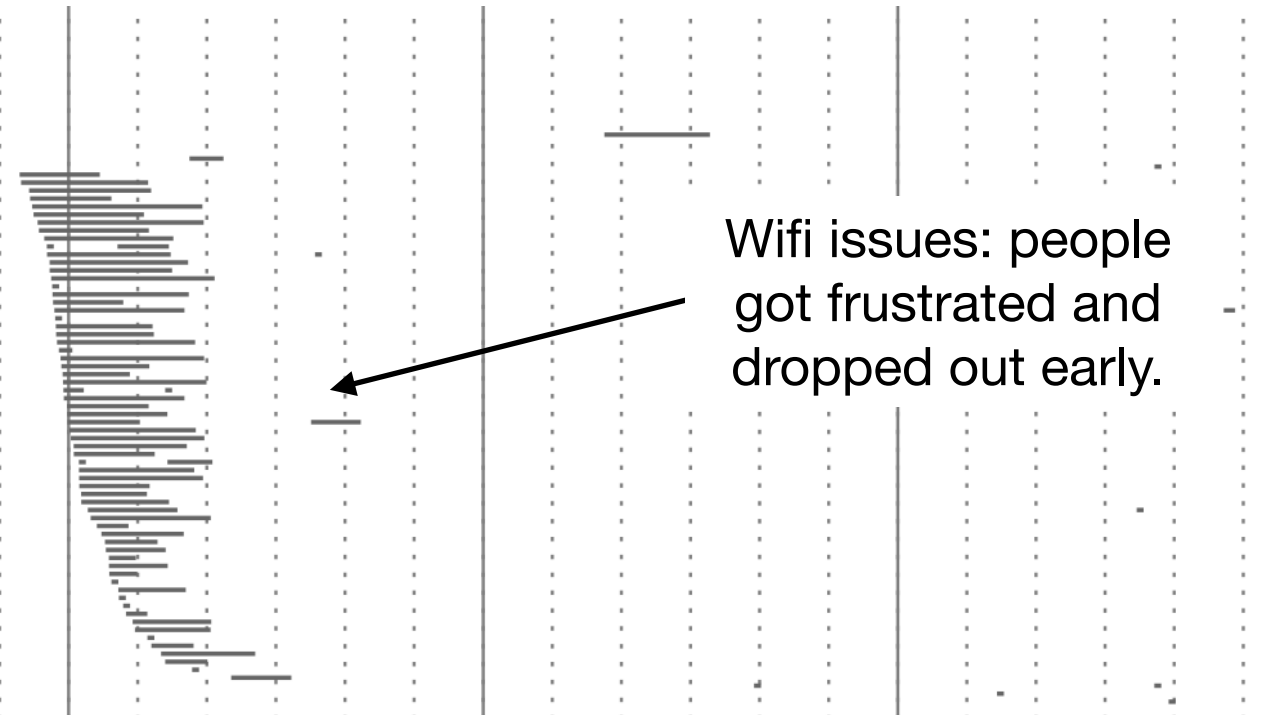 Wifi issues: people
got frustrated and
dropped out early.